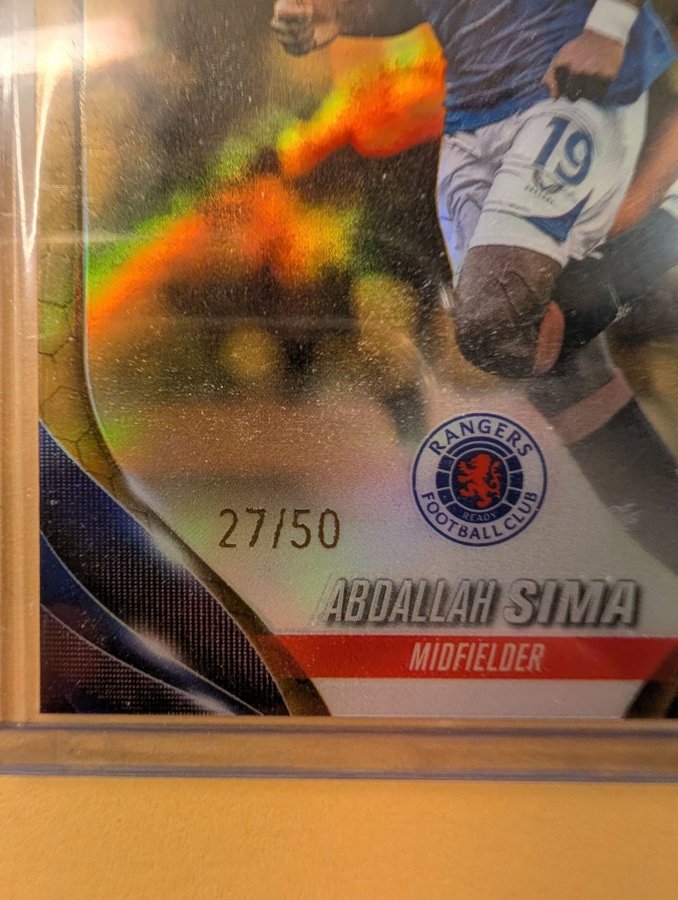 19
RANGERS
READY
FOOTBALL CLUB
27/50
ABDALLAH SIMA
MIDFIELDER